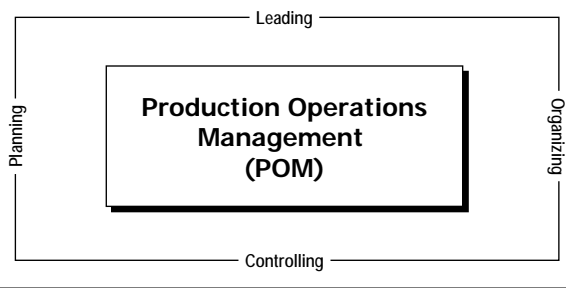 Leading
Planning
Production Operations
Management
(POM)
Organizing
Controlling